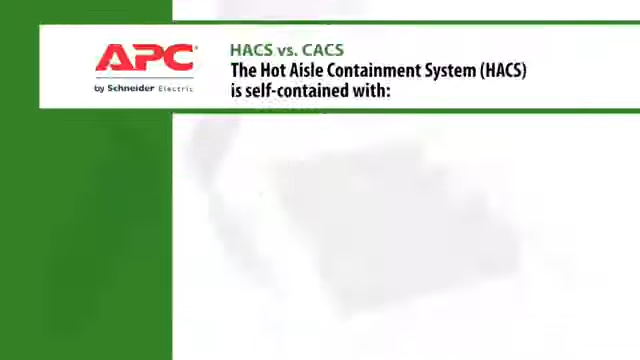 APC
by Schneider Electric
HACS vs. CACS
The Hot Aisle Containment System (HACS)
is self-contained with: